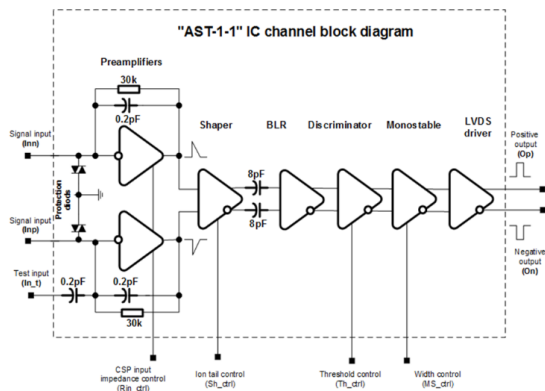 "AST-1-1" IC channel block diagram
Preamplifiers
30k
0.2pF
Signal input
(Inn)
Shaper
BLR
Discriminator
Monostable
LVDS
driver
Positive
output
(Op)
Protection
diods
8pF
8pF
Signal input
(Inp)
Test input
(In_t)
0.2pF
0.2pF
30k
Negative
output
(On)
CSP input
impedance control
(Rin_ctrl)
Ion tail control
(Sh_ctrl)
Threshold control
(Th_ctrl)
Width control
(MS_ctrl)